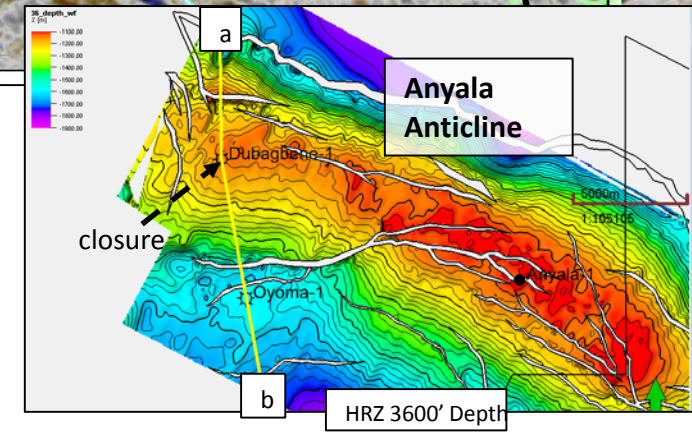 36_depth_wf
Z [m]
-1100.00
-1200.00
-1300.00
-1400.00
-1500.00
-1600.00
-1700.00
-1800.00
-1900.00
a
Anyala
Anticline
Dubagbene-1
closure
6000m
1:105105
Anyala-1
Oyoma-1
b
HRZ 3600' Depth